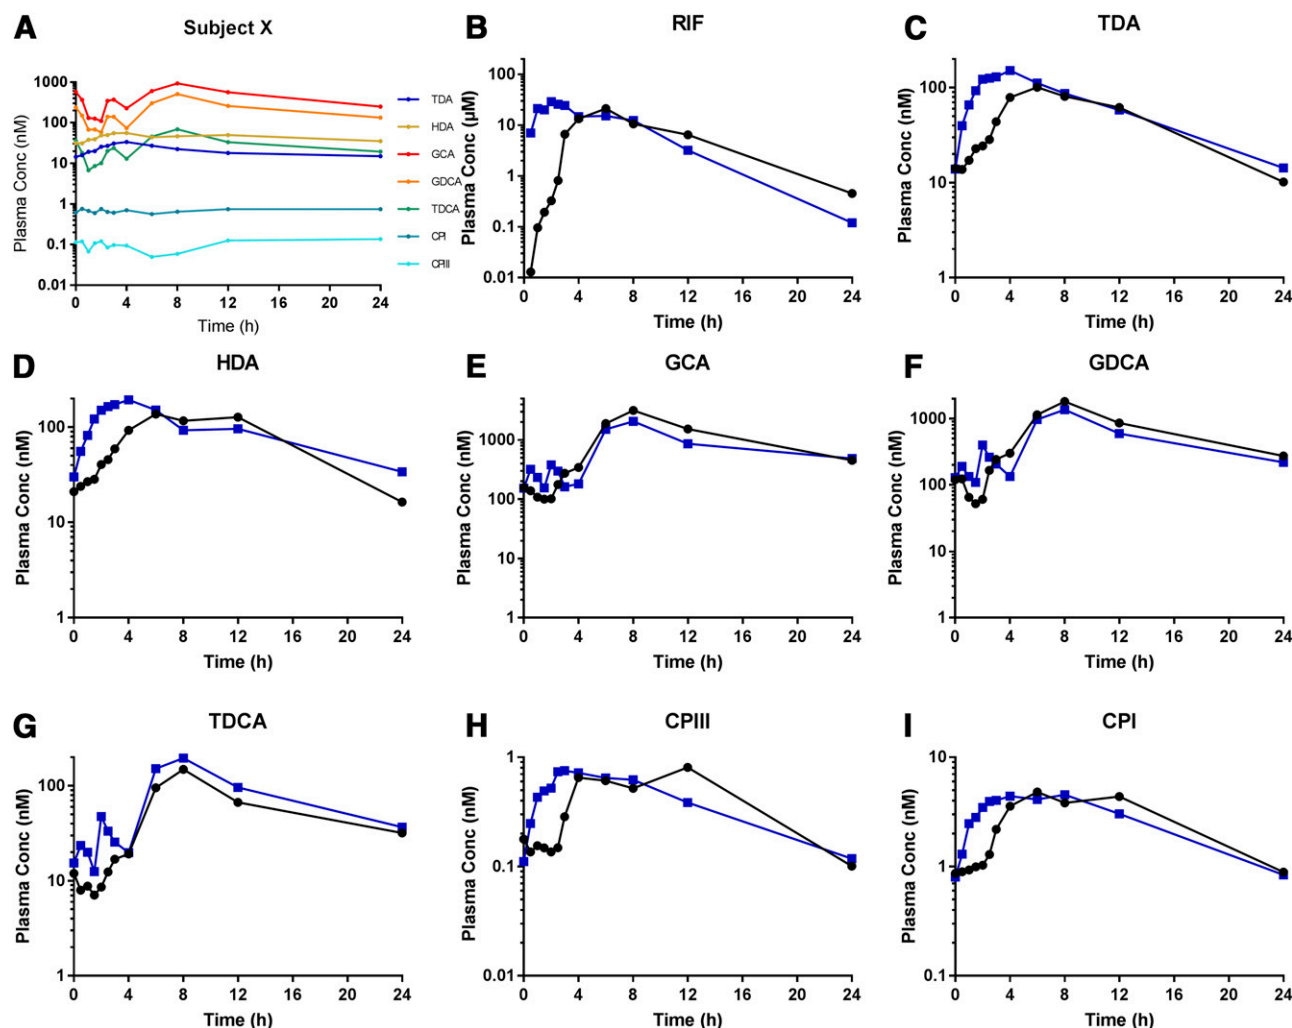 A
Subject X
Plasma Conc (nM)
1000
100
10
1
0.1
0.01
0
4
8
12
16
20
24
Time (h)
TDA
HDA
GCA
GDCA
TDCA
CPI
CPIII
B
RIF
Plasma Conc (µM)
100
10
1
0.1
0.01
0
4
8
12
16
20
24
Time (h)
C
TDA
Plasma Conc (nM)
100
10
1
0
4
8
12
16
20
24
Time (h)
D
HDA
Plasma Conc (nM)
100
10
1
0
4
8
12
16
20
24
Time (h)
E
GCA
Plasma Conc (nM)
1000
100
10
1
0
4
8
12
16
20
24
Time (h)
F
GDCA
Plasma Conc (nM)
1000
100
10
1
0
4
8
12
16
20
24
Time (h)
G
TDCA
Plasma Conc (nM)
100
10
1
0
4
8
12
16
20
24
Time (h)
H
CPIII
Plasma Conc (nM)
1
0.1
0.01
0
4
8
12
16
20
24
Time (h)
I
CPI
Plasma Conc (nM)
10
1
0.1
0
4
8
12
16
20
24
Time (h)